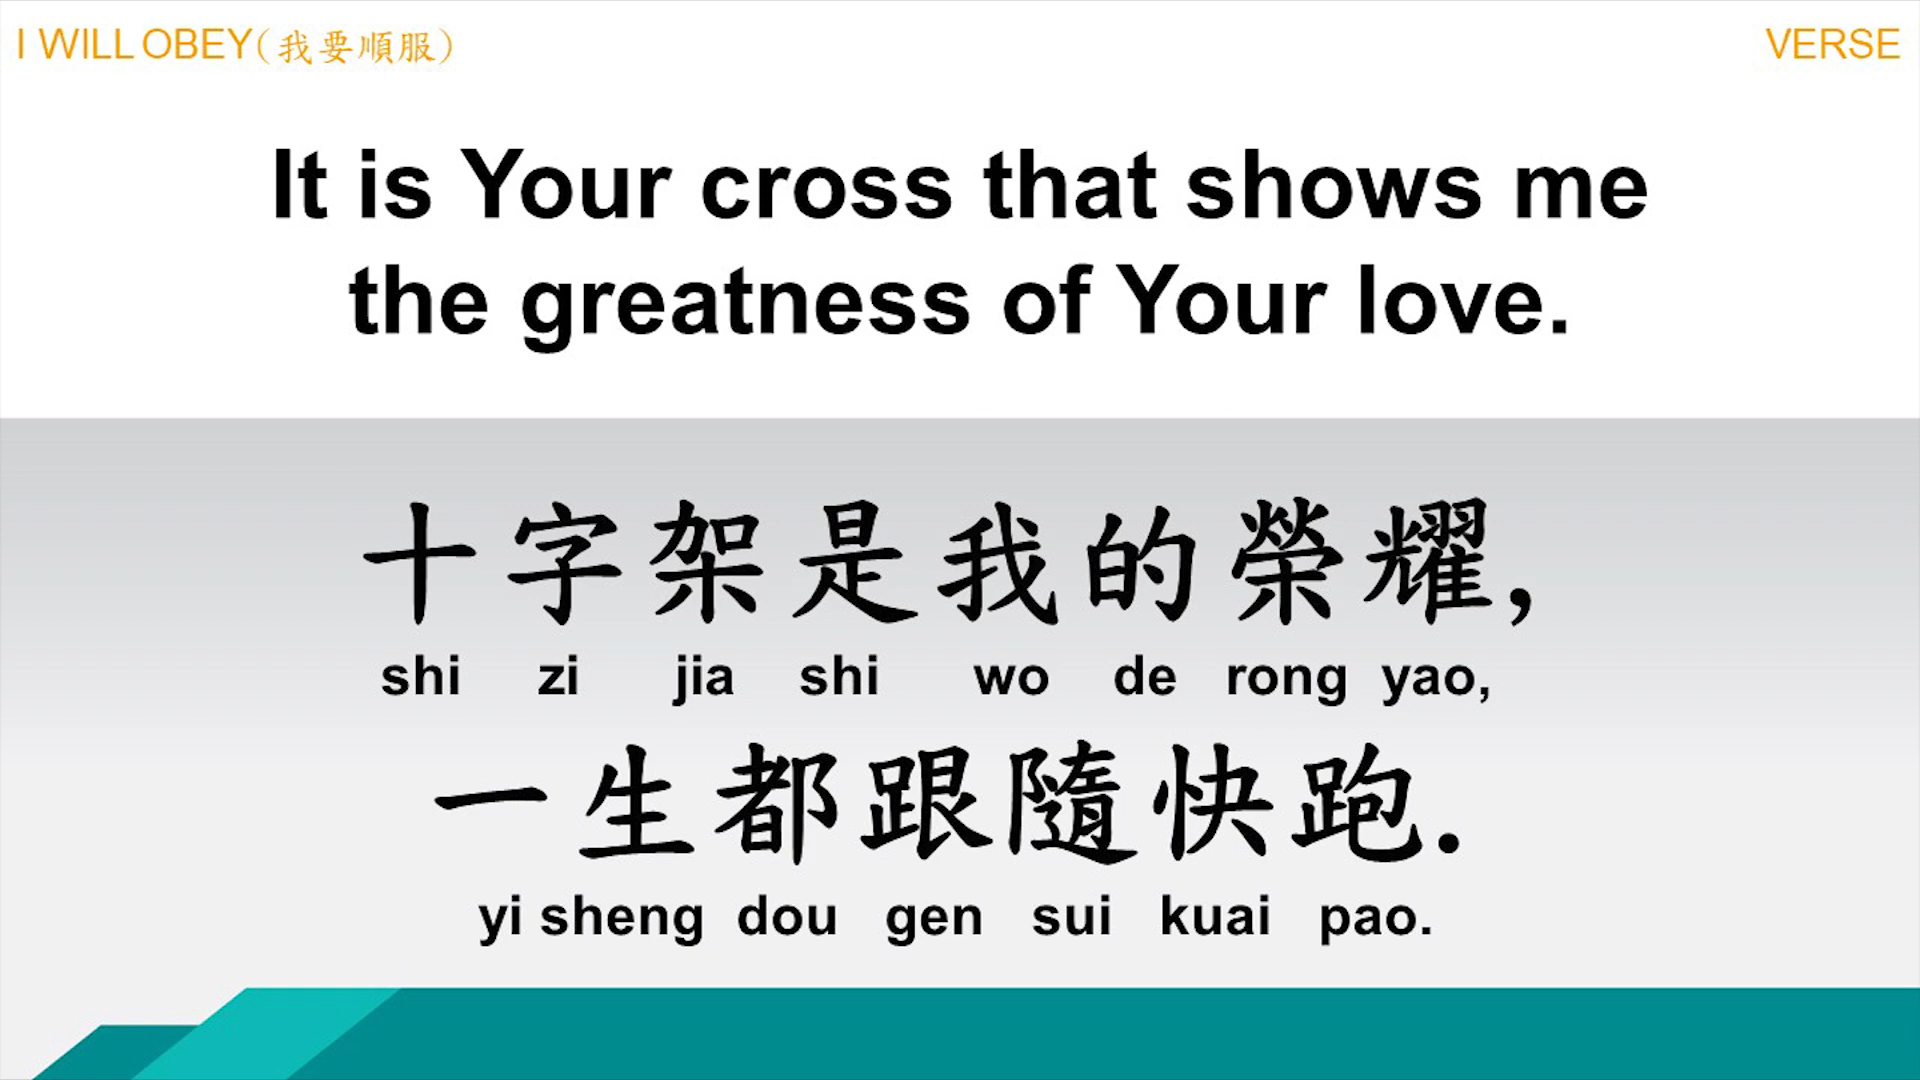 I WILL OBEY(我要順服)
VERSE
It is Your cross that shows me
the greatness of Your love.
十字架是我的榮耀,
shi zi jia shi wo de rong yao,
一生都跟隨快跑.
yi sheng dou gen sui kuai pao.